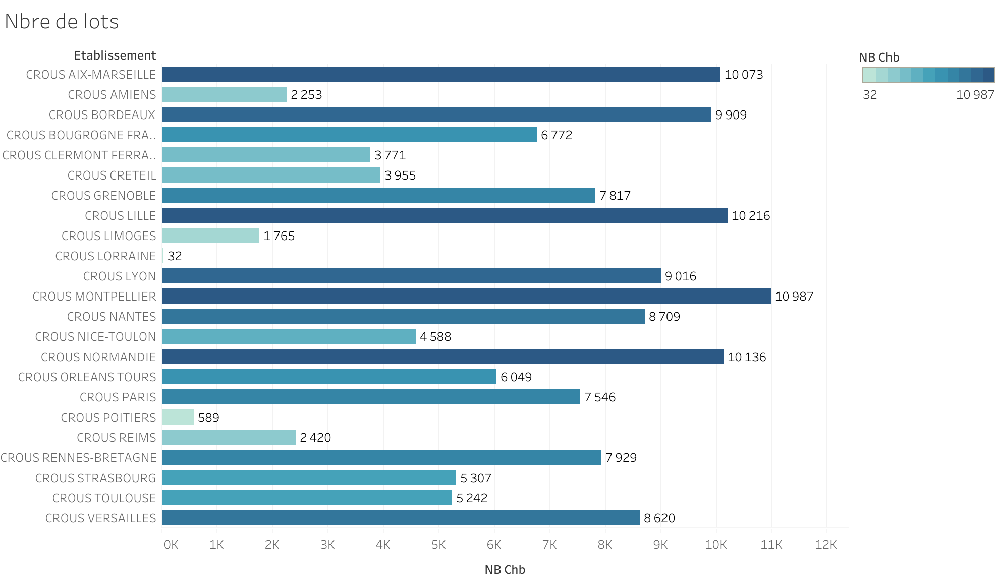 Nbre de lots
Etablissement
NB Chb
32 10 987
CROUS AIX-MARSEILLE 10 073
CROUS AMIENS 2 253
CROUS BORDEAUX 9 909
CROUS BOUGROGNE FRA.. 6 772
CROUS CLERMONT FERRA.. 3 771
CROUS CRETEIL 3 955
CROUS GRENOBLE 7 817
CROUS LILLE 10 216
CROUS LIMOGES 1 765
CROUS LORRAINE 32
CROUS LYON 9 016
CROUS MONTPELLIER 10 987
CROUS NANTES 8 709
CROUS NICE-TOULON 4 588
CROUS NORMANDIE 10 136
CROUS ORLEANS TOURS 6 049
CROUS PARIS 7 546
CROUS POITIERS 589
CROUS REIMS 2 420
CROUS RENNES-BRETAGNE 7 929
CROUS STRASBOURG 5 307
CROUS TOULOUSE 5 242
CROUS VERSAILLES 8 620
0K 1K 2K 3K 4K 5K 6K 7K 8K 9K 10K 11K 12K
NB Chb